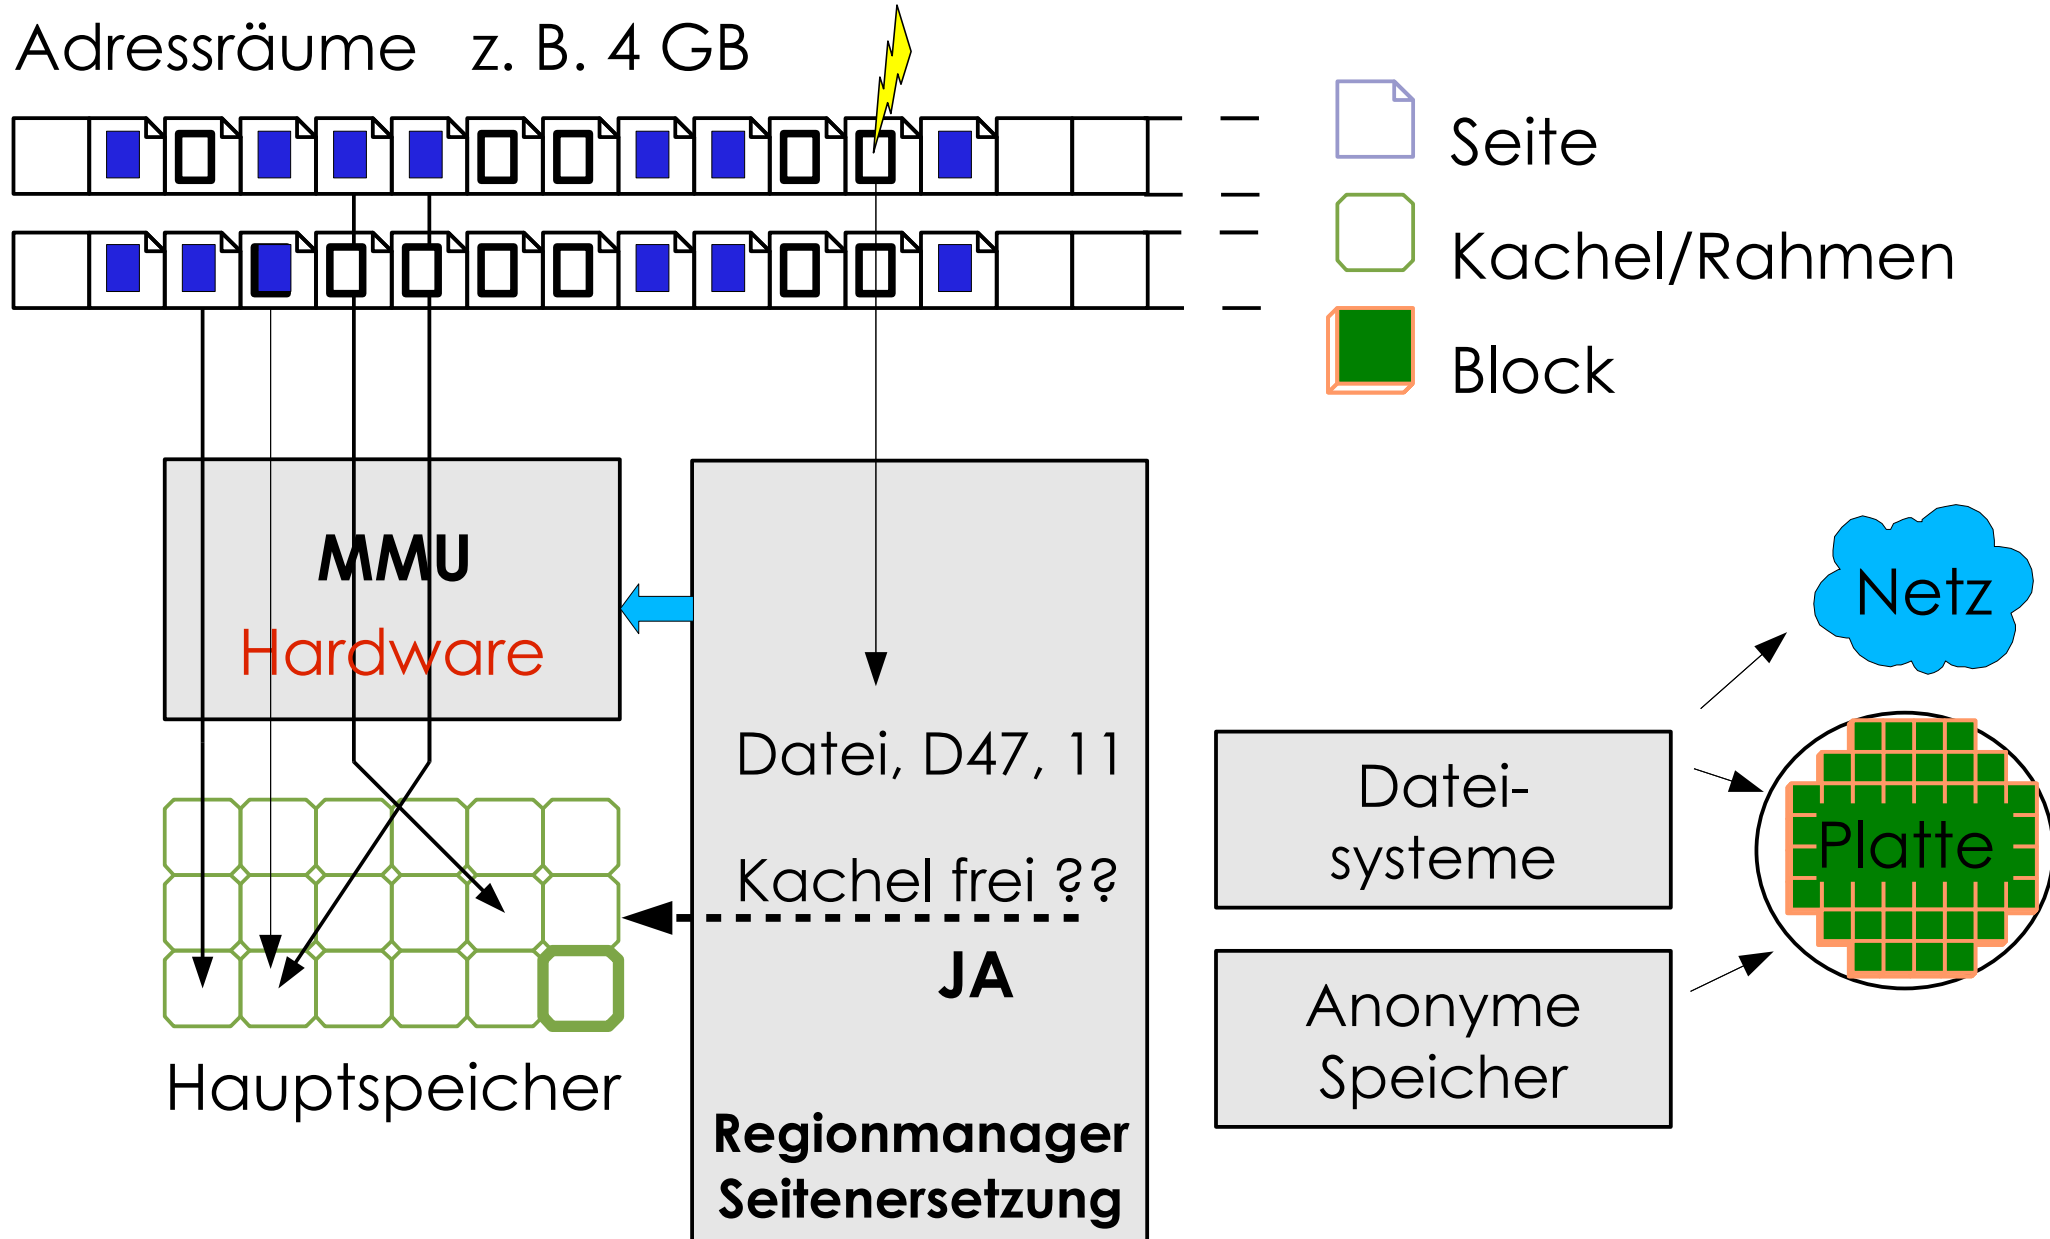 Adressräume z. B. 4 GB
Seite
Kachel/Rahmen
Block
MMU
Hardware
Datei, D47, 11
Kachel frei ??
JA
Regionmanager
Seitenersetzung
Hauptspeicher
Datei-
systeme
Anonyme
Speicher
Netz
Platte